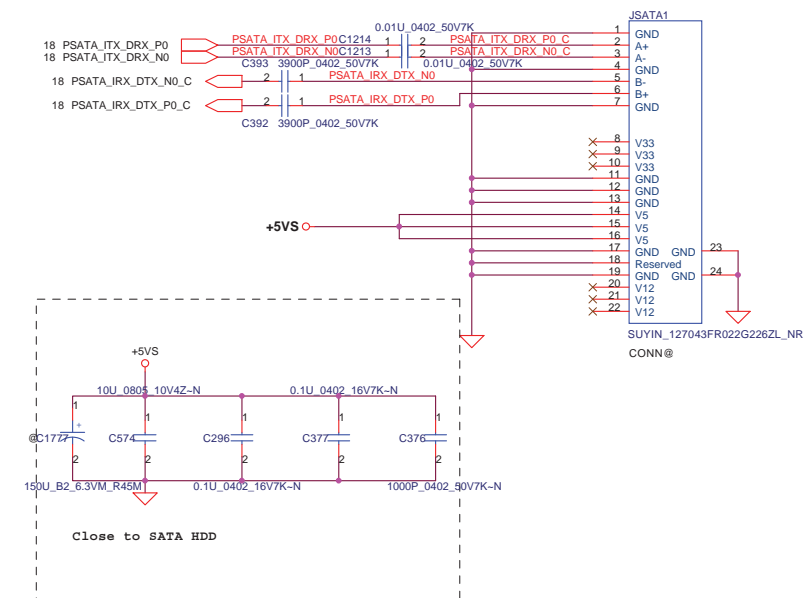 JSATA1
0.01U_0402_50V7K
18 PSATA_ITX_DRX_P0 PSATA_ITX_DRX_P0 C1214 1 2 PSATA_ITX_DRX_P0_C
18 PSATA_ITX_DRX_N0 PSATA_ITX_DRX_N0 C1213 1 2 PSATA_ITX_DRX_N0_C
C393 3900P_0402_50V7K 0.01U_0402_50V7K
18 PSATA_IRX_DTX_N0_C 2 1 PSATA_IRX_DTX_N0
18 PSATA_IRX_DTX_P0_C 2 1 PSATA_IRX_DTX_P0
C392 3900P_0402_50V7K
1 GND
2 A+
3 A-
4 GND
5 B-
6 B+
7 GND
8 V33
9 V33
10 V33
11 GND
12 GND
13 GND
14 V5
+5VS 15 V5
16 V5
17 GND GND 23
18 Reserved
19 GND GND 24
20 V12
21 V12
22 V12
SUYIN_127043FR022G226ZL_NR
CONN@
+5VS
10U_0805_10V4Z~N 0.1U_0402_16V7K~N
1 1 1 1 1
@C1777 + C574 C296 C377 C376
2 2 2 2 2
150U_B2_6.3VM_R45M 0.1U_0402_16V7K~N 1000P_0402_50V7K~N
Close to SATA HDD